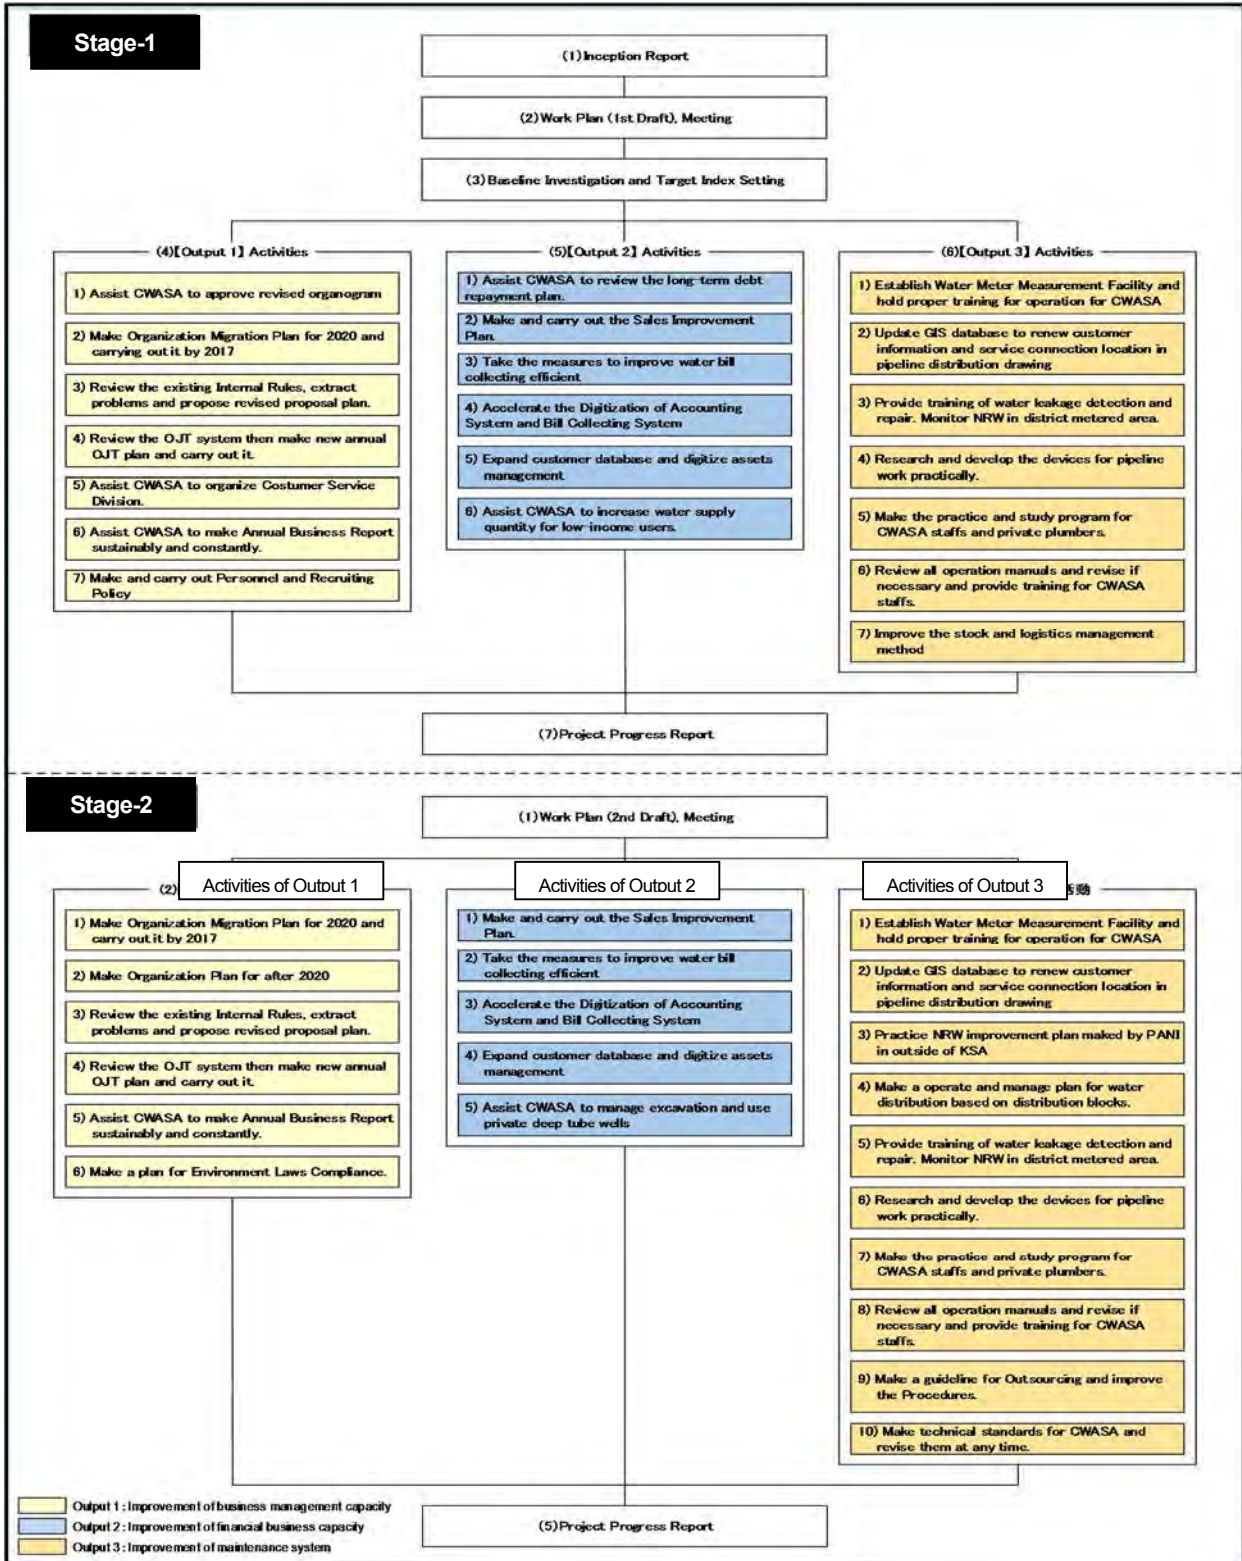 Stage-1
(1)Inception Report
(2)Work Plan (1st Draft), Meeting
(3)Baseline Investigation and Target Index Setting
(4)【Output 1】Activities
1) Assist CWASA to approve revised organogram
2) Make Organization Migration Plan for 2020 and
carrying out it by 2017
3) Review the existing Internal Rules, extract
problems and propose revised proposal plan.
4) Review the OJT system then make new annual
OJT plan and carry out it.
5) Assist CWASA to organize Costumer Service
Division.
6) Assist CWASA to make Annual Business Report
sustainably and constantly.
7) Make and carry out Personnel and Recruiting
Policy
(5)【Output 2】Activities
1) Assist CWASA to review the long-term debt
repayment plan.
2) Make and carry out the Sales Improvement
Plan.
3) Take the measures to improve water bill
collecting efficient
4) Accelerate the Digitization of Accounting
System and Bill Collecting System
5) Expand customer database and digitize assets
management
6) Assist CWASA to increase water supply
quantity for low-income users.
(6)【Output 3】Activities
1) Establish Water Meter Measurement Facility and
hold proper training for operation for CWASA
2) Update GIS database to renew customer
information and service connection location in
pipeline distribution drawing
3) Provide training of water leakage detection and
repair. Monitor NRW in district metered area.
4) Research and develop the devices for pipeline
work practically.
5) Make the practice and study program for
CWASA staffs and private plumbers.
6) Review all operation manuals and revise if
necessary and provide training for CWASA
staffs.
7) Improve the stock and logistics management
method
(7)Project Progress Report
Stage-2
(1)Work Plan (2nd Draft), Meeting
(2)
Activities of Output 1
1) Make Organization Migration Plan for 2020 and
carry out it by 2017
2) Make Organization Plan for after 2020
3) Review the existing Internal Rules, extract
problems and propose revised proposal plan.
4) Review the OJT system then make new annual
OJT plan and carry out it.
5) Assist CWASA to make Annual Business Report
sustainably and constantly.
6) Make a plan for Environment Laws Compliance.
Activities of Output 2
1) Make and carry out the Sales Improvement
Plan.
2) Take the measures to improve water bill
collecting efficient
3) Accelerate the Digitization of Accounting
System and Bill Collecting System
4) Expand customer database and digitize assets
management
5) Assist CWASA to manage excavation and use
private deep tube wells
Activities of Output 3
活動
1) Establish Water Meter Measurement Facility and
hold proper training for operation for CWASA
2) Update GIS database to renew customer
information and service connection location in
pipeline distribution drawing
3) Practice NRW improvement plan maked by PANI
in outside of KSA
4) Make a operate and manage plan for water
distribution based on distribution blocks.
5) Provide training of water leakage detection and
repair. Monitor NRW in district metered area.
6) Research and develop the devices for pipeline
work practically.
7) Make the practice and study program for
CWASA staffs and private plumbers.
8) Review all operation manuals and revise if
necessary and provide training for CWASA
staffs.
9) Make a guideline for Outsourcing and improve
the Procedures.
10) Make technical standards for CWASA and
revise them at any time.
Output 1 : Improvement of business management capacity
Output 2 : Improvement of financial business capacity
Output 3 : Improvement of maintenance system
(5)Project Progress Report